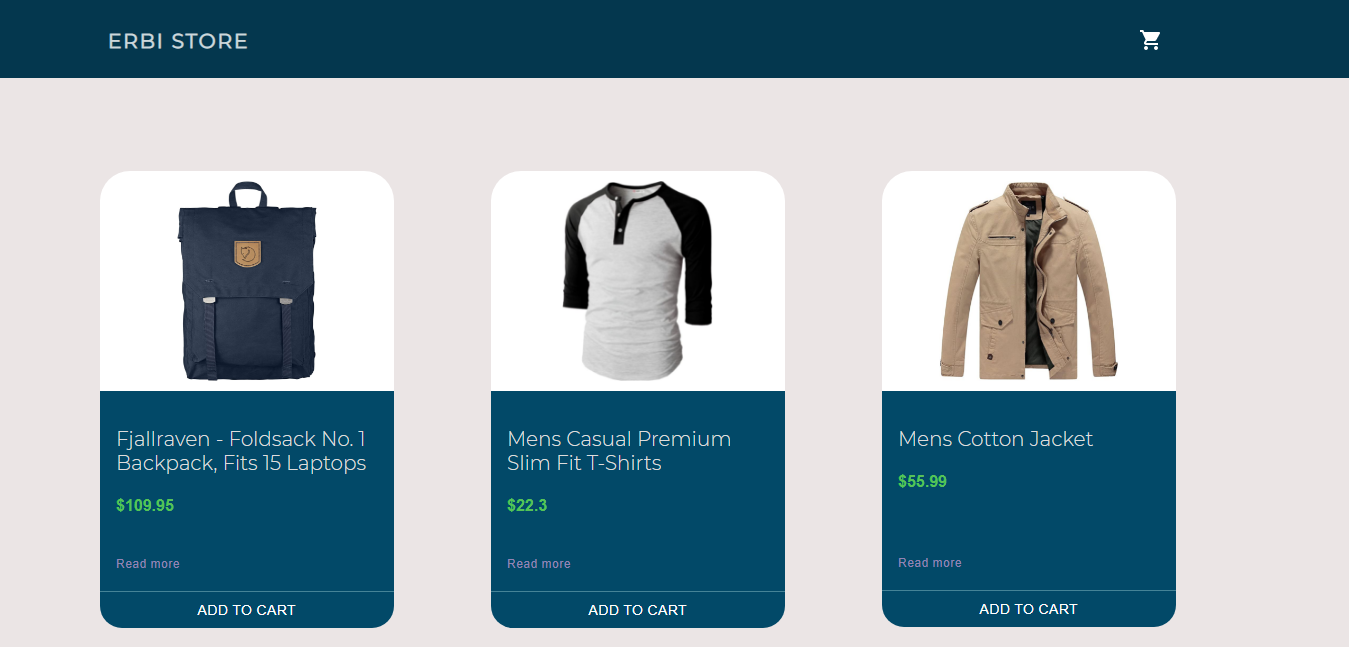 ERBI STORE
Fjallraven - Foldsack No. 1
Backpack, Fits 15 Laptops
$109.95
Read more
ADD TO CART
Mens Casual Premium
Slim Fit T-Shirts
$22.3
Read more
ADD TO CART
Mens Cotton Jacket
$55.99
Read more
ADD TO CART